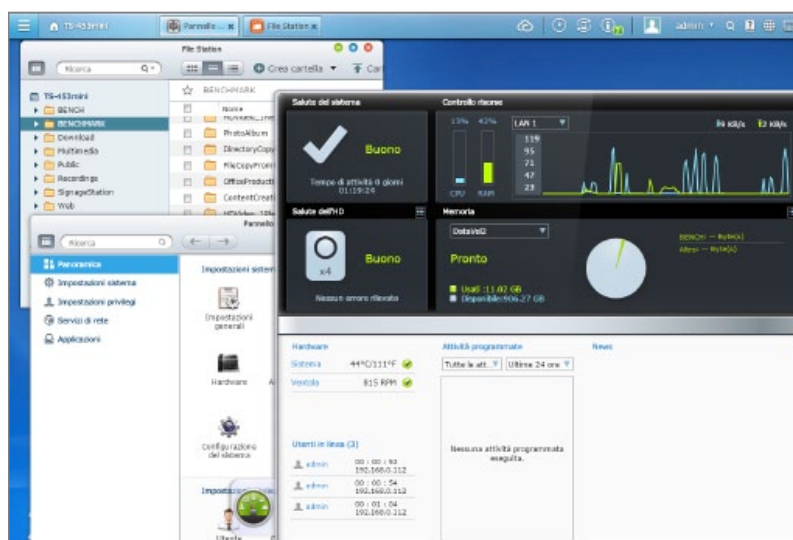 TS-453mini
Pannello ...
File Station
admin
File Station
Ricerca
Crea cartella
TS-453mini
BENCH
BENCHMARK
Download
Multimedia
Public
Recordings
SignageStation
Web
BENCHMARK
Nome
PhotoAlbum
DirectoryCopy
FileCopyFrom
OfficeProducti
ContentCreati
Salute del sistema
Buono
Tempo di attività 0 giorni
01:19:24
Controllo risorse
13%
42%
CPU
RAM
LAN 1
119
95
71
47
23
Salute dell'HD
x4
Buono
Nessun errore rilevato
Memoria
DataVol2
Pronto
Usati :11.02 GB
Disponibile:906.27 GB
BENCH — Byte(s)
Altri — Byte(s)
Ricerca
Panoramica
Impostazioni sistema
Impostazioni privilegi
Servizi di rete
Applicazioni
Impostazioni sistem
Impostazioni
generali
Hardware
Configurazione
del sistema
Utente
Hardware
Sistema 44°C/111°F
Ventola 815 RPM
Utenti in linea (3)
admin
192.168.0.112
admin
00 : 00 : 54
192.168.0.112
admin
00 : 01 : 04
192.168.0.112
Attività programmate
Tutte le att...
Ultime 24 ore
Nessuna attività programmata
eseguita.
News